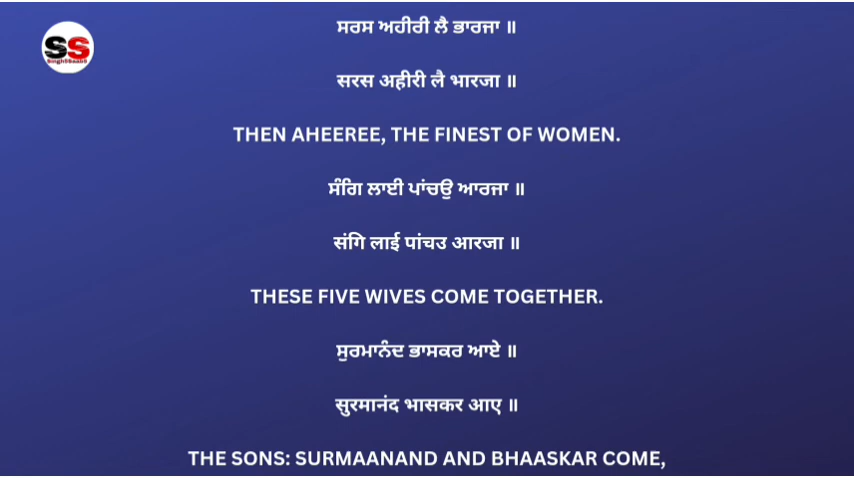 SS
SinghSbaabS
ਸਰਸ ਅਹੀਰੀ ਲੈ ਭਾਰਜਾ ॥
सरस अहीरी लै भारजा ॥
THEN AHEEREE, THE FINEST OF WOMEN.
ਸੰਗਿ ਲਾਈ ਪਾਂਚਉ ਆਰਜਾ ॥
संगि लाई पांचउ आरजा ॥
THESE FIVE WIVES COME TOGETHER.
ਸੁਰਮਾਨੰਦ ਭਾਸਕਰ ਆਏ ॥
सुरमानंद भासकर आए ॥
THE SONS: SURMAANAND AND BHAASKAR COME,